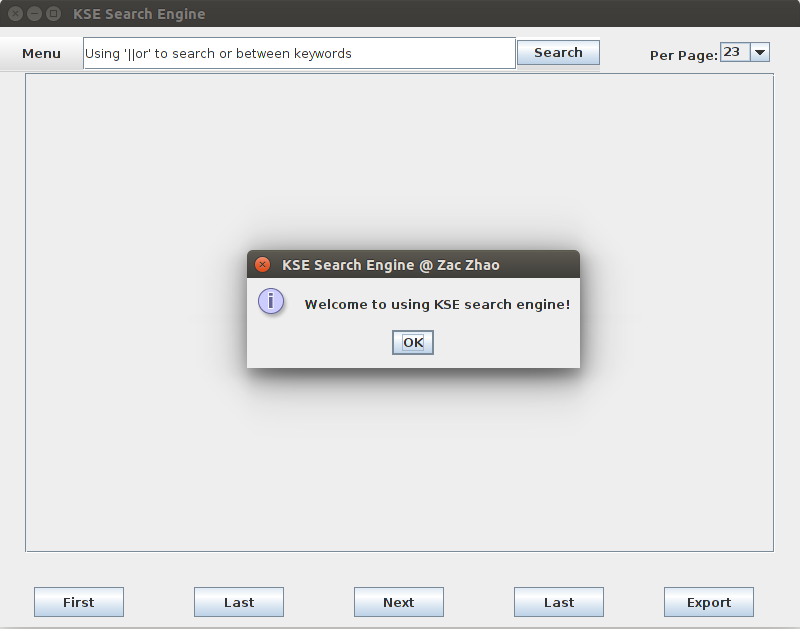 KSE Search Engine
Menu
Using '||or' to search or between keywords
Search
Per Page:
23
KSE Search Engine @ Zac Zhao
i
Welcome to using KSE search engine!
OK
First
Last
Next
Last
Export